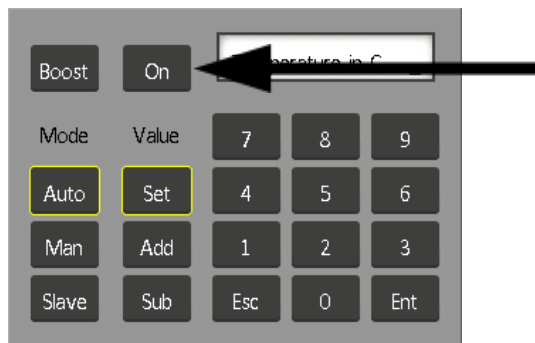 Boost On
Mode Value 7 8 9
Auto Set 4 5 6
Man Add 1 2 3
Slave Sub Esc 0 Ent